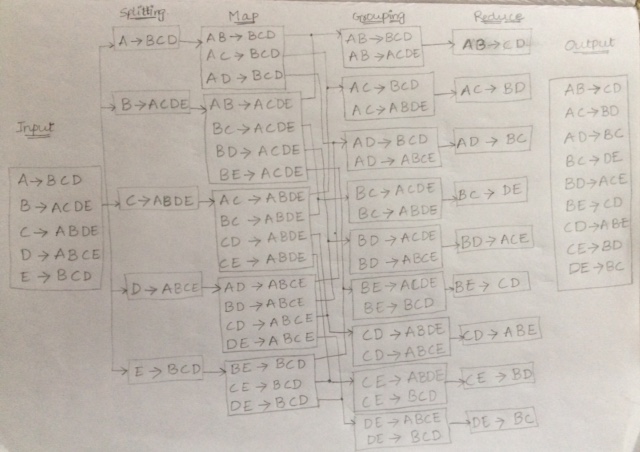 Splitting
Map
Grouping
Reduce
Output
Input
A→BCD
B→ACDE
C→ABDE
D→ABCE
E→BCD
A→BCD
B→ACDE
C→ABDE
D→ABCE
E→BCD
AB→BCD
AC→BCD
AD→BCD
AB→ACDE
BC→ACDE
BD→ACDE
BE→ACDE
AC→ABDE
BC→ABDE
CD→ABDE
CE→ABDE
AD→ABCE
BD→ABCE
CD→ABCE
DE→ABCE
BE→BCD
CE→BCD
DE→BCD
AB→BCD
AB→ACDE
AC→BCD
AC→ABDE
AD→BCD
AD→ABCE
BC→ACDE
BC→ABDE
BD→ACDE
BD→ABCE
BE→ACDE
BE→BCD
CD→ABDE
CD→ABCE
CE→ABDE
CE→BCD
DE→ABCE
DE→BCD
AB→CD
AC→BD
AD→BC
BC→DE
BD→ACE
BE→CD
CD→ABE
CE→BD
DE→BC
AB→CD
AC→BD
AD→BC
BC→DE
BD→ACE
BE→CD
CD→ABE
CE→BD
DE→BC